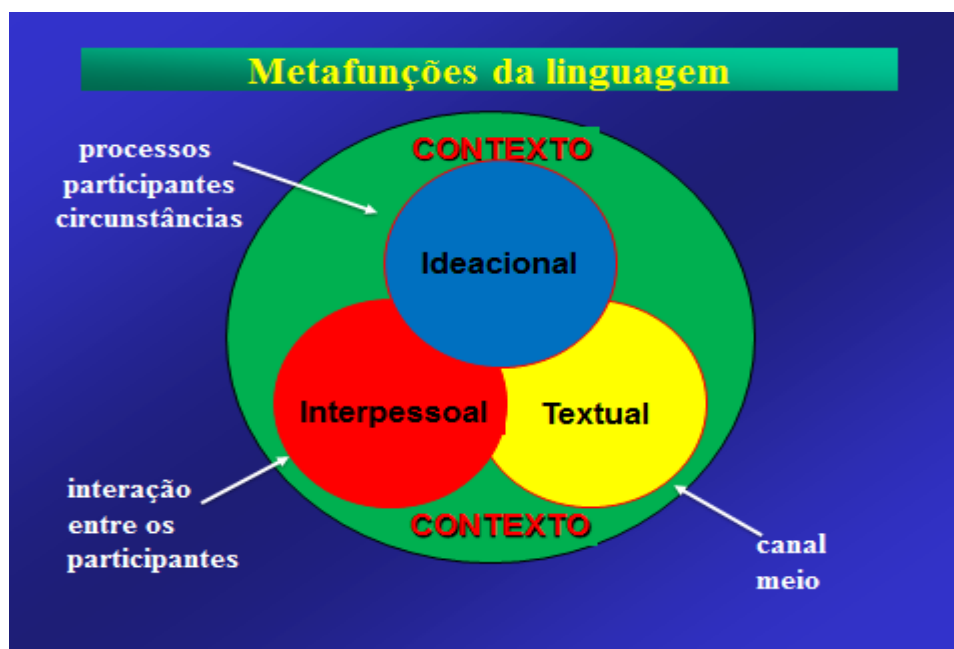 Metafunções da linguagem
processos
participantes
circunstâncias
CONTEXTO
Ideacional
Interpessoal
Textual
interação
entre os
participantes
CONTEXTO
canal
meio